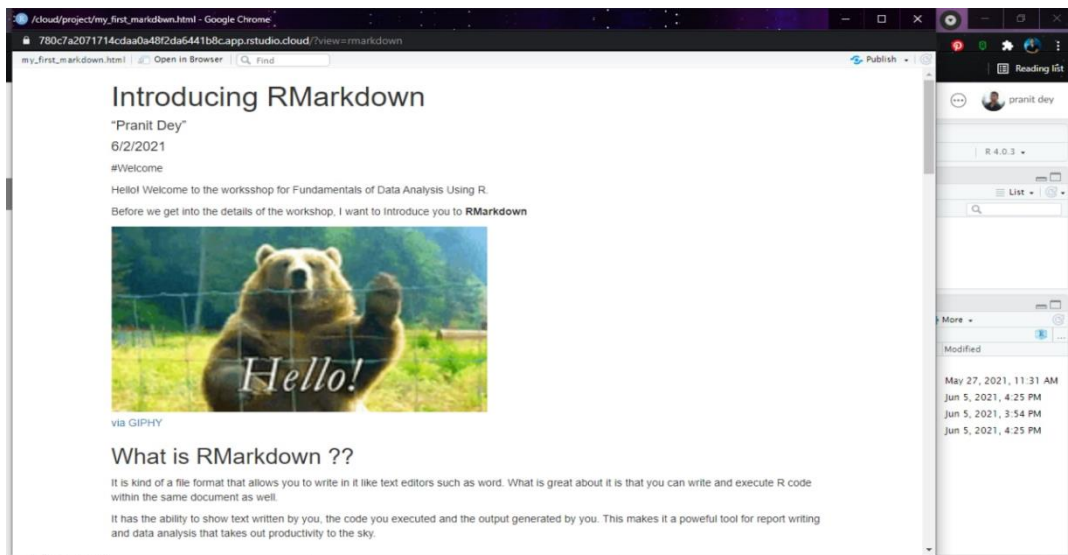 /cloud/project/my_first_markdown.html - Google Chrome
780c7a2071714cdaa0a48f2da6441b8c.app.rstudio.cloud/?view=rmarkdown
my_first_markdown.html
Open in Browser
Find
Publish
Reading list
pranit dey
R 4.0.3
List
More
Modified
May 27, 2021, 11:31 AM
Jun 5, 2021, 4:25 PM
Jun 5, 2021, 3:54 PM
Jun 5, 2021, 4:25 PM
Introducing RMarkdown
“Pranit Dey”
6/2/2021
#Welcome
Hello! Welcome to the worksshop for Fundamentals of Data Analysis Using R.
Before we get into the details of the workshop, I want to Introduce you to RMarkdown
Hello!
via GIPHY
What is RMarkdown ??
It is kind of a file format that allows you to write in it like text editors such as word. What is great about it is that you can write and execute R code
within the same document as well.
It has the ability to show text written by you, the code you executed and the output generated by you. This makes it a poweful tool for report writing
and data analysis that takes out productivity to the sky.